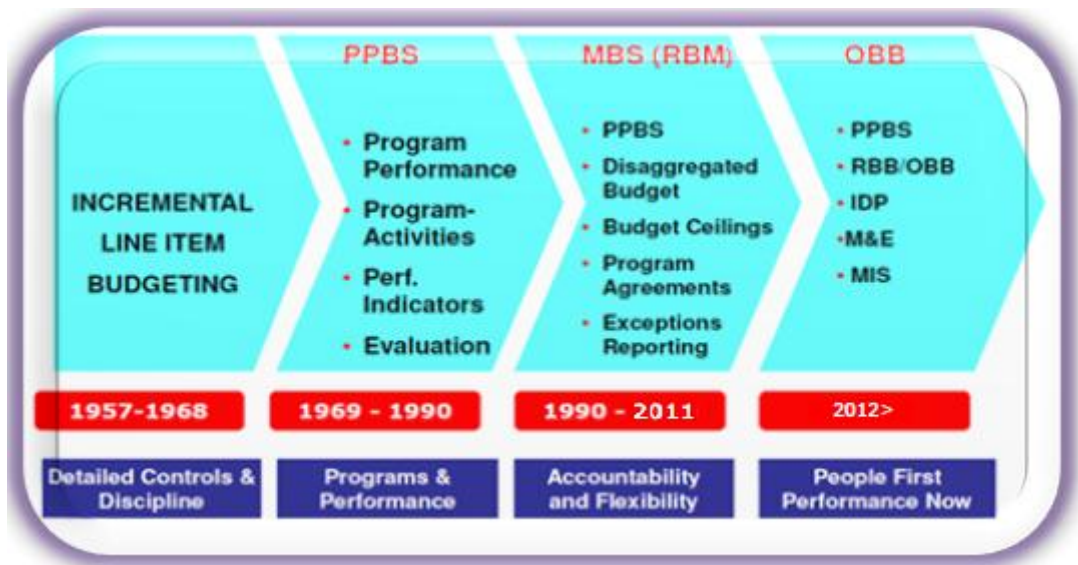 INCREMENTAL
LINE ITEM
BUDGETING
1957-1968
Detailed Controls &
Discipline
PPBS
• Program
Performance
• Program-
Activities
• Perf.
Indicators
• Evaluation
1969 - 1990
Programs &
Performance
MBS (RBM)
• PPBS
• Disaggregated
Budget
• Budget Ceilings
• Program
Agreements
• Exceptions
Reporting
1990 - 2011
Accountability
and Flexibility
OBB
• PPBS
• RBB/OBB
• IDP
•M&E
• MIS
2012>
People First
Performance Now